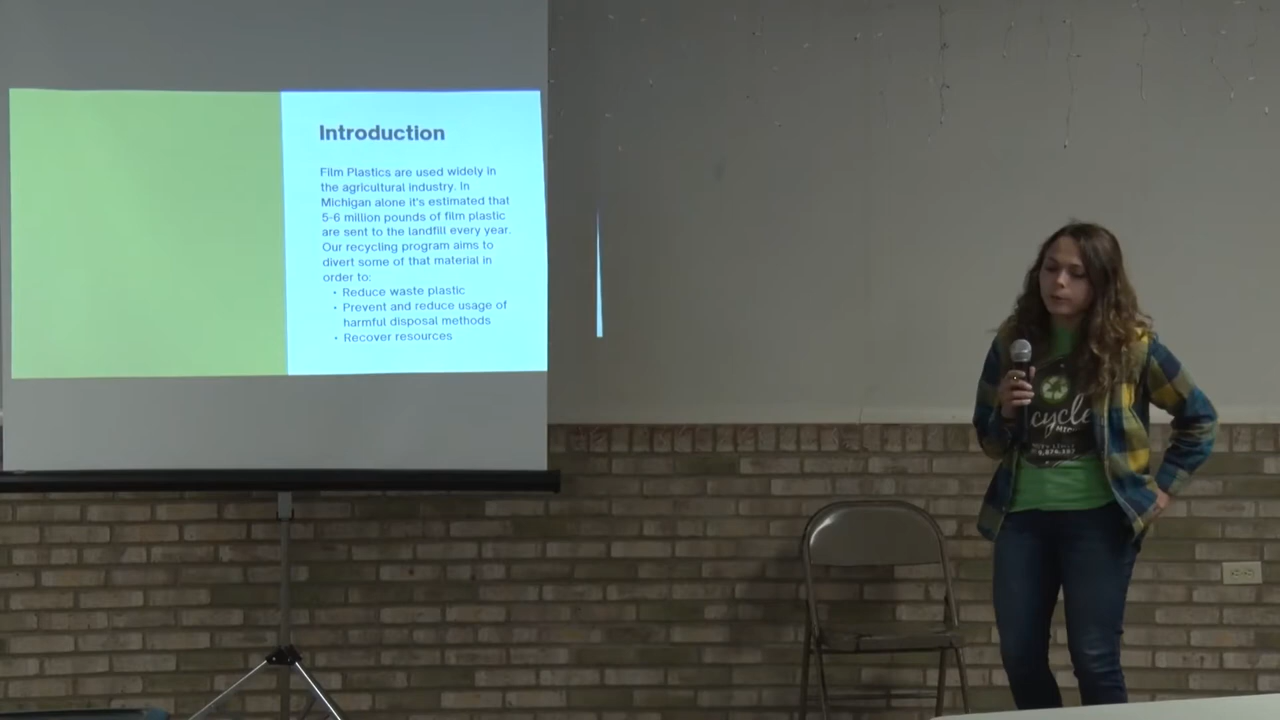 Introduction
Film Plastics are used widely in
the agricultural industry. In
Michigan alone it's estimated that
5-6 million pounds of film plastic
are sent to the landfill every year.
Our recycling program aims to
divert some of that material in
order to:
• Reduce waste plastic
• Prevent and reduce usage of
harmful disposal methods
• Recover resources
cycle